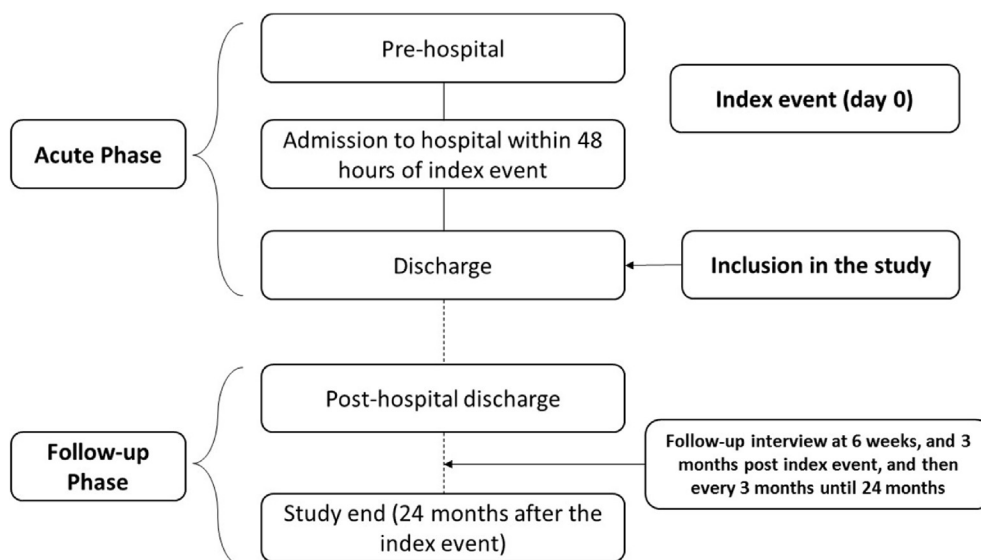 Pre-hospital
Index event (day 0)
Acute Phase
Admission to hospital within 48
hours of index event
Discharge
Inclusion in the study
Post-hospital discharge
Follow-up
Phase
Follow-up interview at 6 weeks, and 3
months post index event, and then
every 3 months until 24 months
Study end (24 months after the
index event)